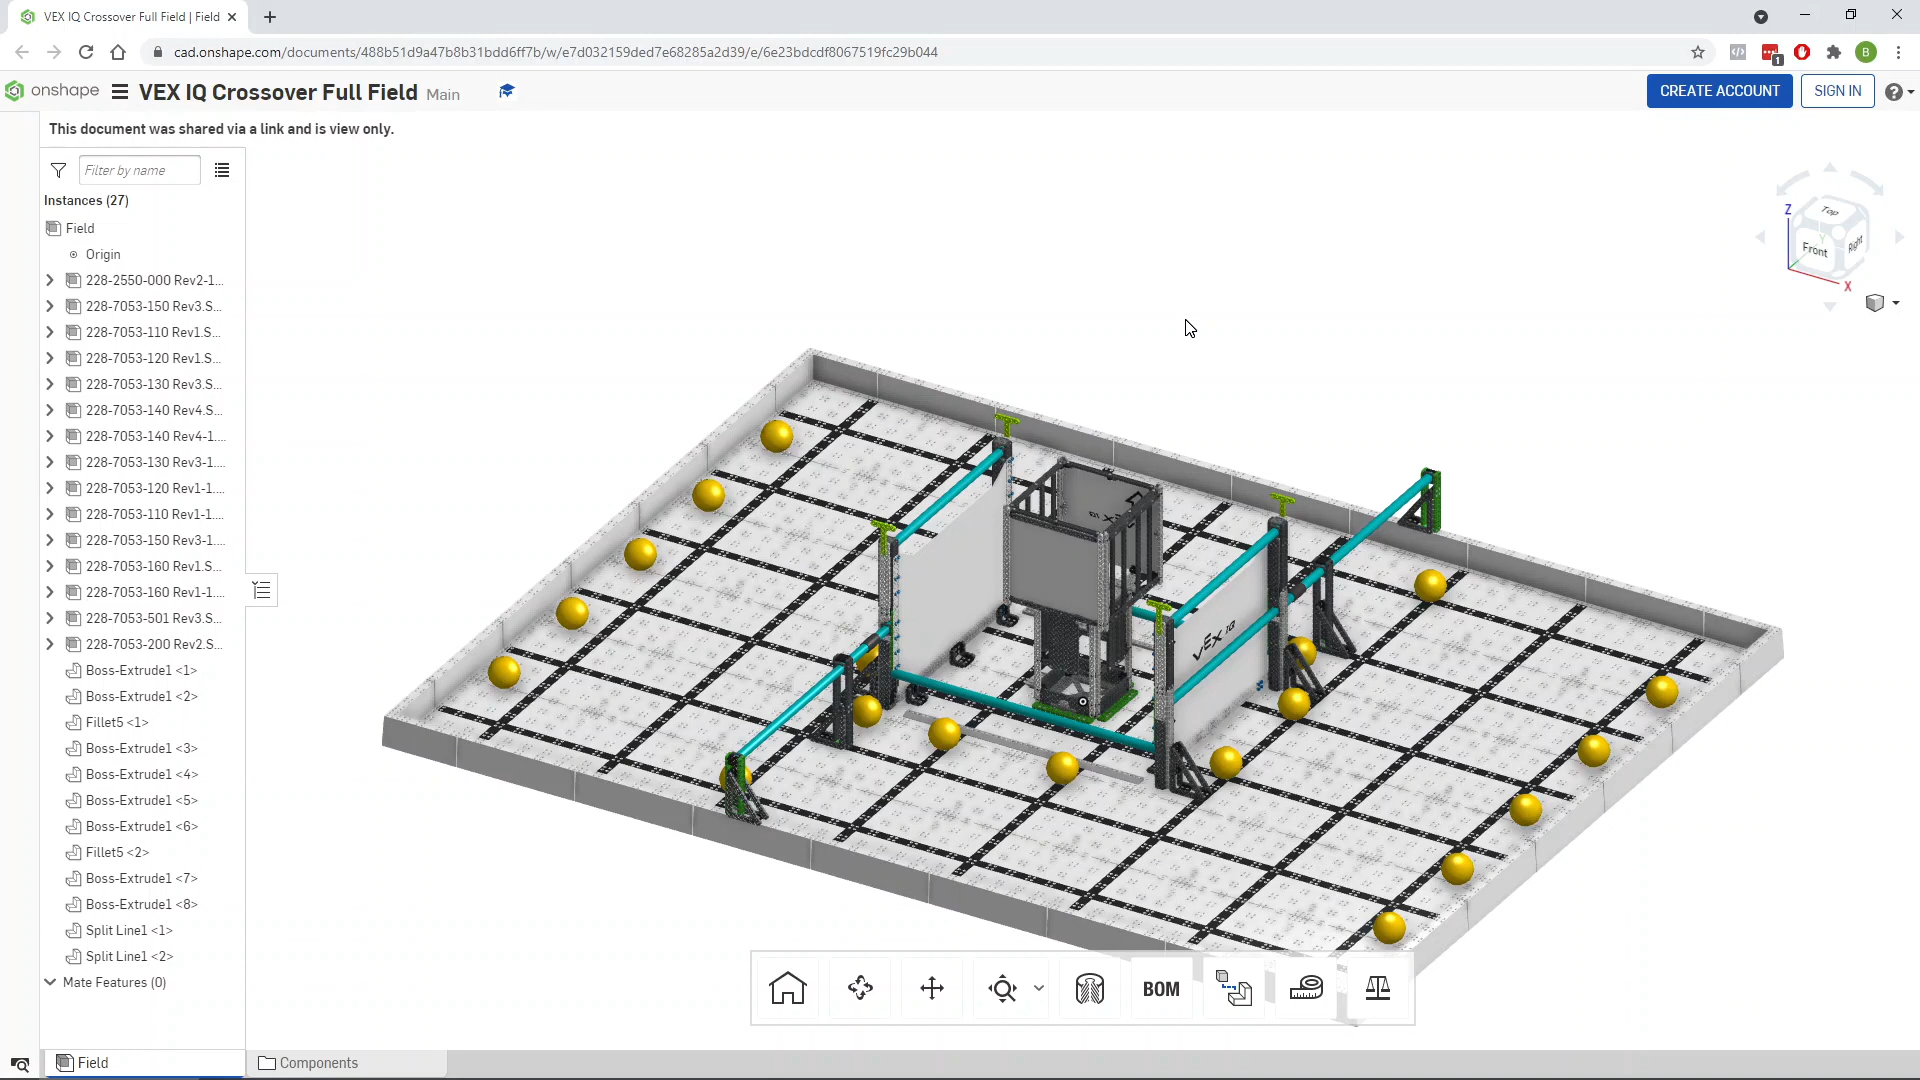 VEX IQ Crossover Full Field | Field
cad.onshape.com/documents/488b51d9a47b8b31bdd6ff7b/w/e7d032159ded7e68285a2d39/e/6e23bdcdf8067519fc29b044
1
B
onshape
VEX IQ Crossover Full Field Main
CREATE ACCOUNT
SIGN IN
This document was shared via a link and is view only.
Filter by name
Instances (27)
Field
Origin
228-2550-000 Rev2-1...
228-7053-150 Rev3.S...
228-7053-110 Rev1.S...
228-7053-120 Rev1.S...
228-7053-130 Rev3.S...
228-7053-140 Rev4.S...
228-7053-140 Rev4-1....
228-7053-130 Rev3-1....
228-7053-120 Rev1-1....
228-7053-110 Rev1-1....
228-7053-150 Rev3-1....
228-7053-160 Rev1.S...
228-7053-160 Rev1-1....
228-7053-501 Rev3.S...
228-7053-200 Rev2.S...
Boss-Extrude1 <1>
Boss-Extrude1 <2>
Fillet5 <1>
Boss-Extrude1 <3>
Boss-Extrude1 <4>
Boss-Extrude1 <5>
Boss-Extrude1 <6>
Fillet5 <2>
Boss-Extrude1 <7>
Boss-Extrude1 <8>
Split Line1 <1>
Split Line1 <2>
Mate Features (0)
Z
Top
Y
Front
Right
X
VEX IQ
BOM
Field
Components